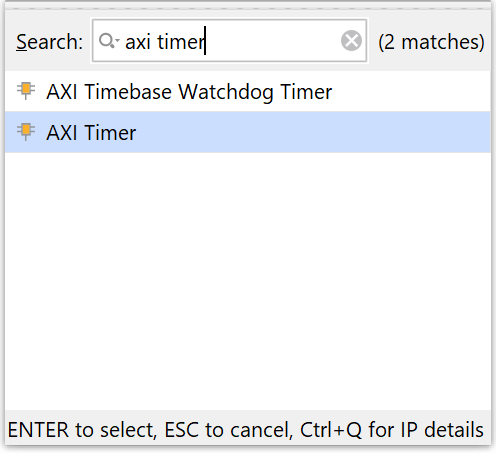 Search: axi timer (2 matches)
AXI Timebase Watchdog Timer
AXI Timer
ENTER to select, ESC to cancel, Ctrl+Q for IP details